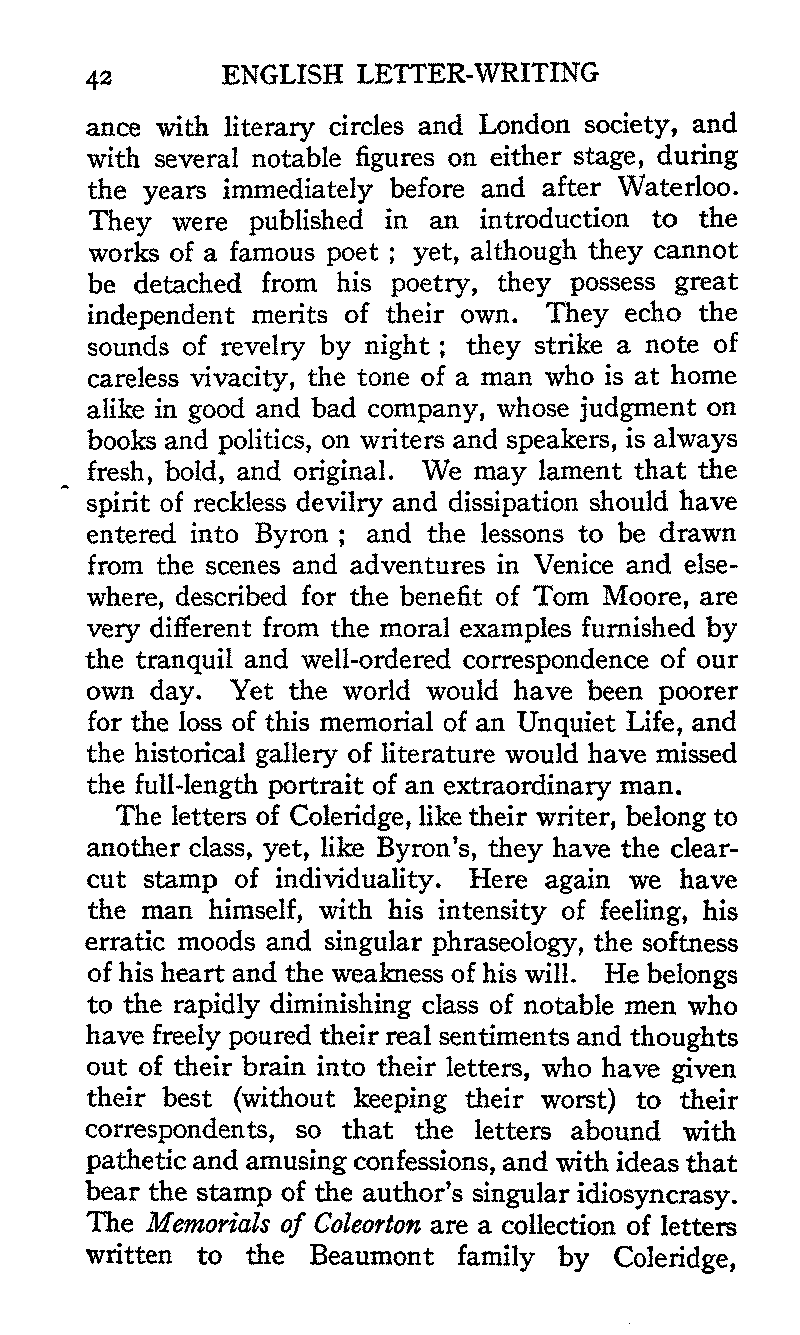 42 ENGLISH LETTER-WRITING
ance with literary circles and London society, and
with several notable figures on either stage, during
the years immediately before and after Waterloo.
They were published in an introduction to the
works of a famous poet ; yet, although they cannot
be detached from his poetry, they possess great
independent merits of their own. They echo the
sounds of revelry by night ; they strike a note of
careless vivacity, the tone of a man who is at home
alike in good and bad company, whose judgment on
books and politics, on writers and speakers, is always
fresh, bold, and original. We may lament that the
spirit of reckless devilry and dissipation should have
entered into Byron ; and the lessons to be drawn
from the scenes and adventures in Venice and else-
where, described for the benefit of Tom Moore, are
very different from the moral examples furnished by
the tranquil and well-ordered correspondence of our
own day. Yet the world would have been poorer
for the loss of this memorial of an Unquiet Life, and
the historical gallery of literature would have missed
the full-length portrait of an extraordinary man.
The letters of Coleridge, like their writer, belong to
another class, yet, like Byron's, they have the clear-
cut stamp of individuality. Here again we have
the man himself, with his intensity of feeling, his
erratic moods and singular phraseology, the softness
of his heart and the weakness of his will. He belongs
to the rapidly diminishing class of notable men who
have freely poured their real sentiments and thoughts
out of their brain into their letters, who have given
their best (without keeping their worst) to their
correspondents, so that the letters abound with
pathetic and amusing confessions, and with ideas that
bear the stamp of the author's singular idiosyncrasy.
The Memorials of Coleorton are a collection of letters
written to the Beaumont family by Coleridge,